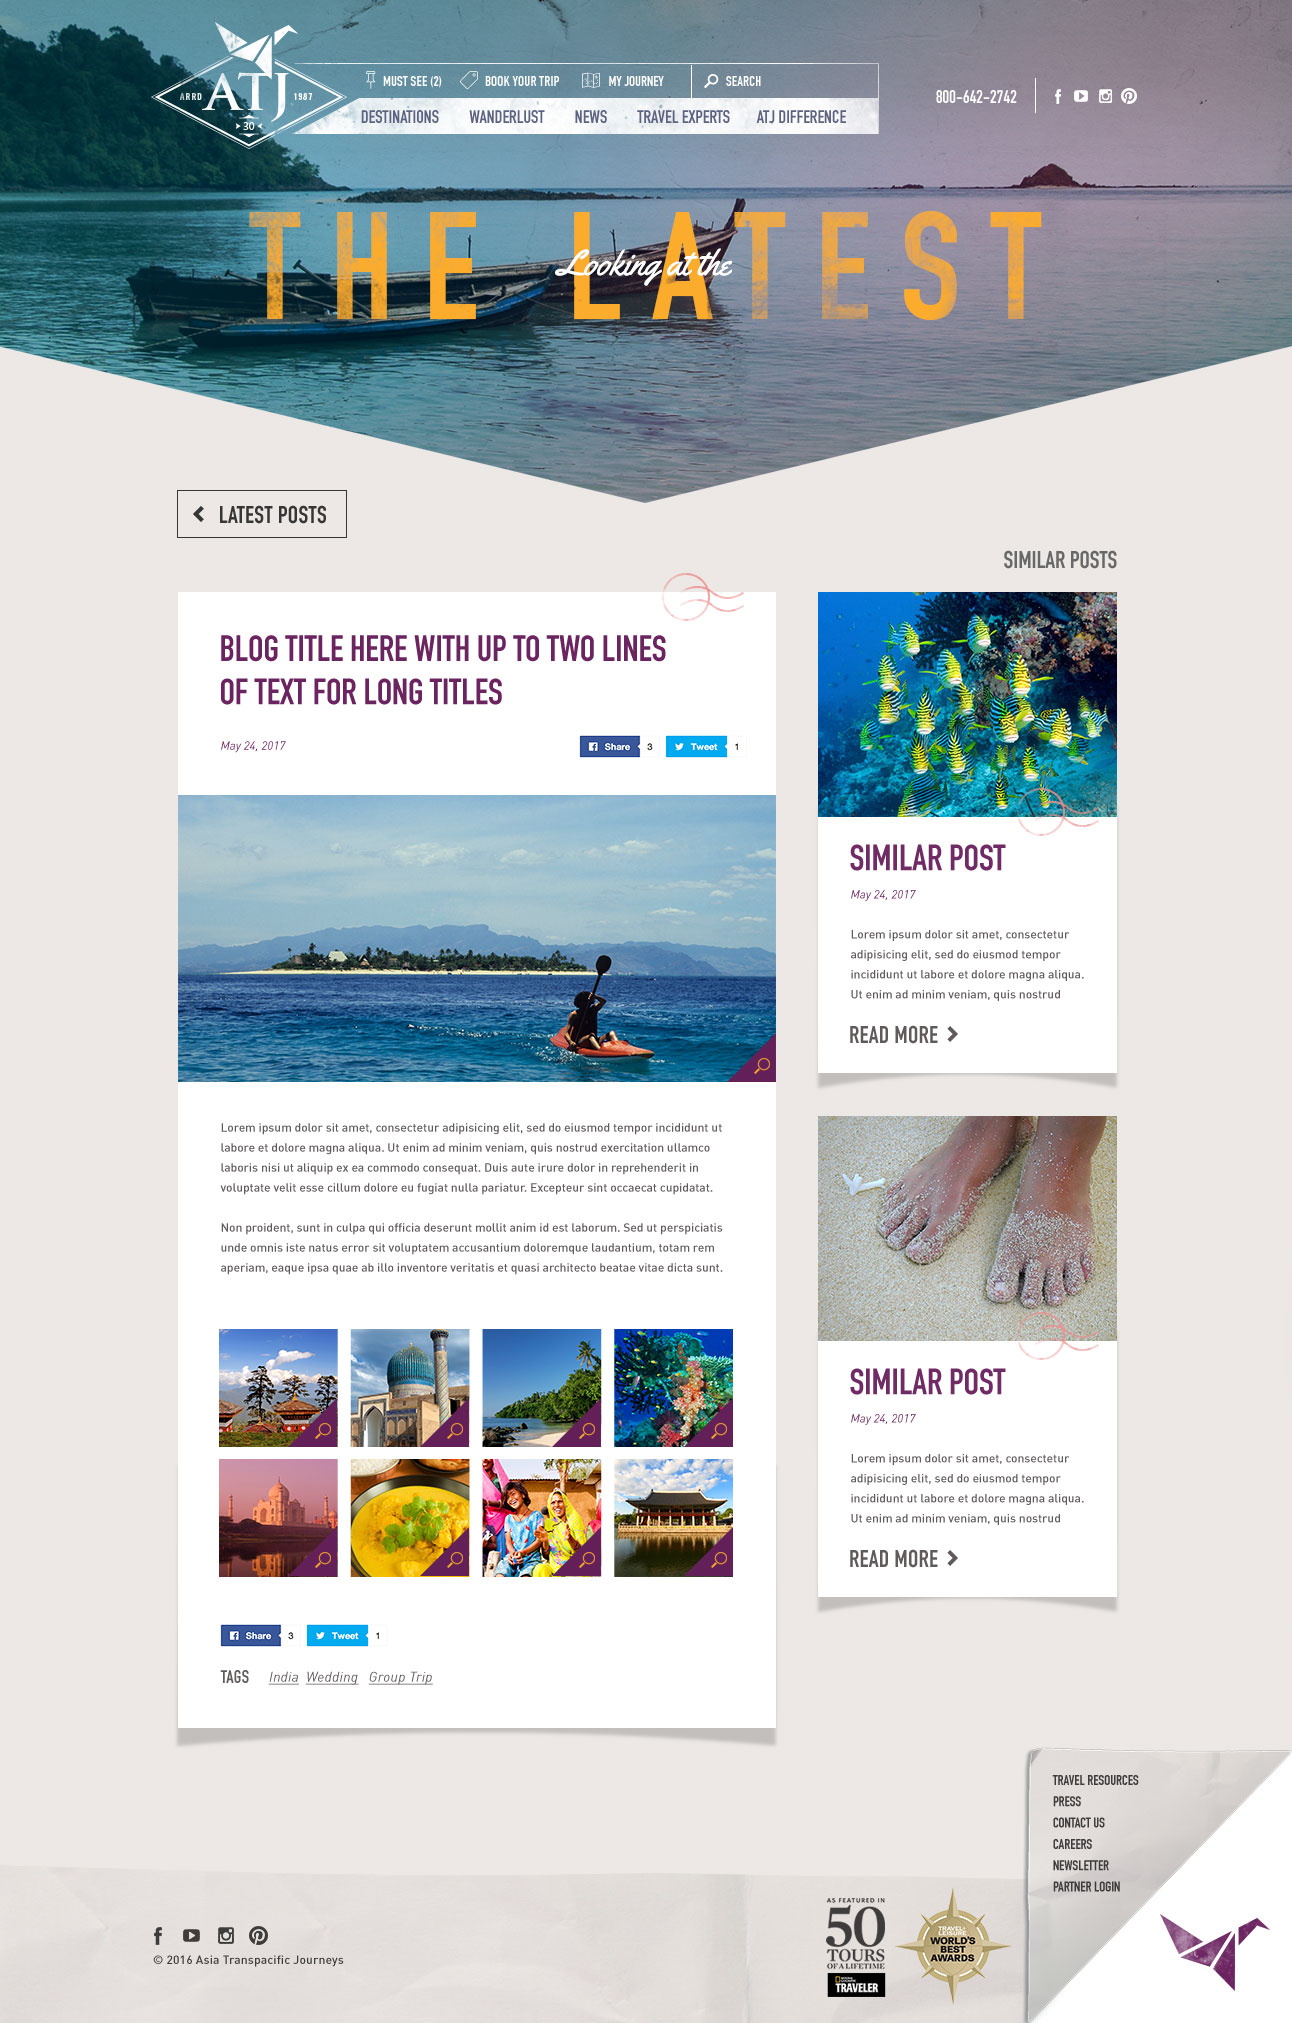 ARRD ATJ 1987
30
MUST SEE (2) BOOK YOUR TRIP MY JOURNEY SEARCH
800-642-2742
DESTINATIONS WANDERLUST NEWS TRAVEL EXPERTS ATJ DIFFERENCE
THE LATEST
Looking at the
LATEST POSTS
SIMILAR POSTS
BLOG TITLE HERE WITH UP TO TWO LINES
OF TEXT FOR LONG TITLES
May 24, 2017
Share 3 Tweet 1
Lorem ipsum dolor sit amet, consectetur adipisicing elit, sed do eiusmod tempor incididunt ut
labore et dolore magna aliqua. Ut enim ad minim veniam, quis nostrud exercitation ullamco
laboris nisi ut aliquip ex ea commodo consequat. Duis aute irure dolor in reprehenderit in
voluptate velit esse cillum dolore eu fugiat nulla pariatur. Excepteur sint occaecat cupidatat.
Non proident, sunt in culpa qui officia deserunt mollit anim id est laborum. Sed ut perspiciatis
unde omnis iste natus error sit voluptatem accusantium doloremque laudantium, totam rem
aperiam, eaque ipsa quae ab illo inventore veritatis et quasi architecto beatae vitae dicta sunt.
Share 3 Tweet 1
TAGS India Wedding Group Trip
SIMILAR POST
May 24, 2017
Lorem ipsum dolor sit amet, consectetur
adipisicing elit, sed do eiusmod tempor
incididunt ut labore et dolore magna aliqua.
Ut enim ad minim veniam, quis nostrud
READ MORE
SIMILAR POST
May 24, 2017
Lorem ipsum dolor sit amet, consectetur
adipisicing elit, sed do eiusmod tempor
incididunt ut labore et dolore magna aliqua.
Ut enim ad minim veniam, quis nostrud
READ MORE
TRAVEL RESOURCES
PRESS
CONTACT US
CAREERS
NEWSLETTER
PARTNER LOGIN
© 2016 Asia Transpacific Journeys
AS FEATURED IN
50
TOURS
OF A LIFETIME
NATIONAL GEOGRAPHIC
TRAVELER
TRAVEL+
LEISURE
WORLD'S
BEST
AWARDS